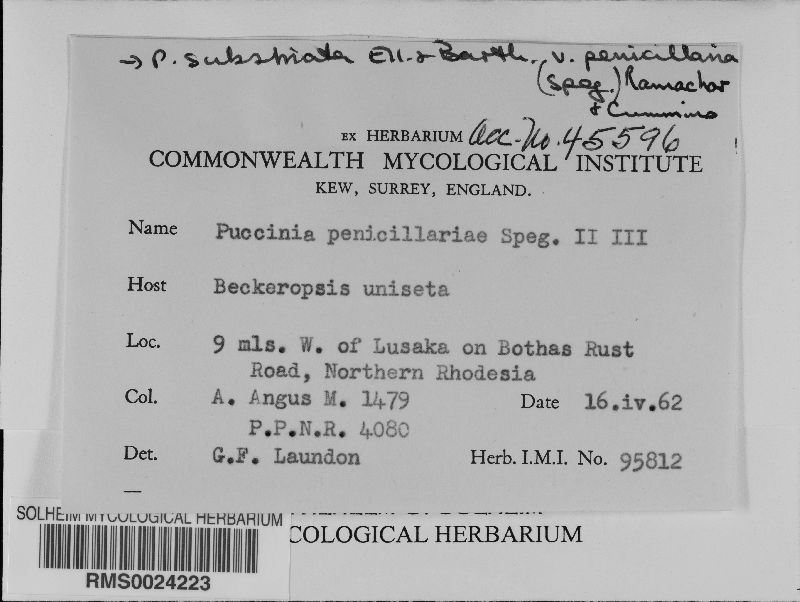 → P. substriata Ell. & Barth. v. penicillaria
(Speg.) Ramachar
& Cummins
EX HERBARIUM Acc-No. 45596
COMMONWEALTH MYCOLOGICAL INSTITUTE
KEW, SURREY, ENGLAND.
Name Puccinia penicillariae Speg. II III
Host Beckeropsis uniseta
Loc. 9 mls. W. of Lusaka on Bothas Rust
Road, Northern Rhodesia
Col. A. Angus M. 1479 Date 16.iv.62
P.P.N.R. 4080
Det. G.F. Laundon Herb. I.M.I. No. 95812
SOLHEIM MYCOLOGICAL HERBARIUM
COLOGICAL HERBARIUM
RMS0024223